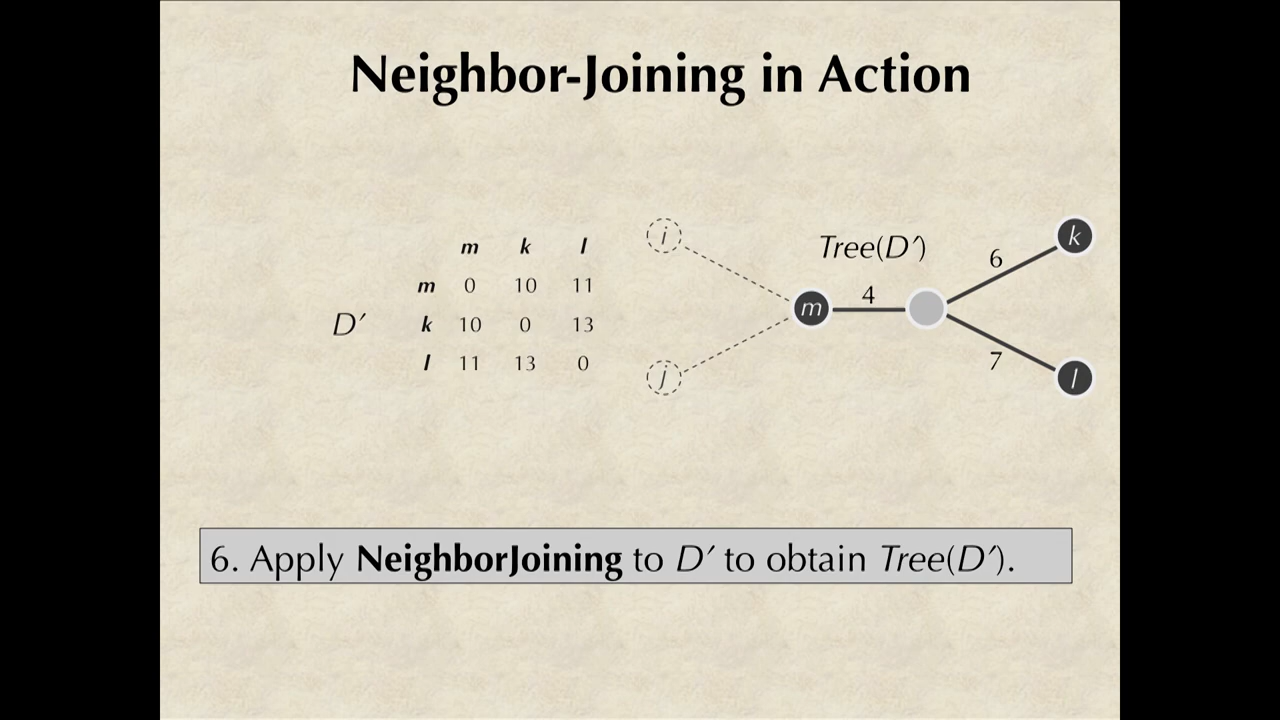 Neighbor-Joining in Action
m k l
m 0 10 11
D′ k 10 0 13
l 11 13 0
i
j
m
Tree(D′)
4
6
7
k
l
6. Apply NeighborJoining to D′ to obtain Tree(D′).